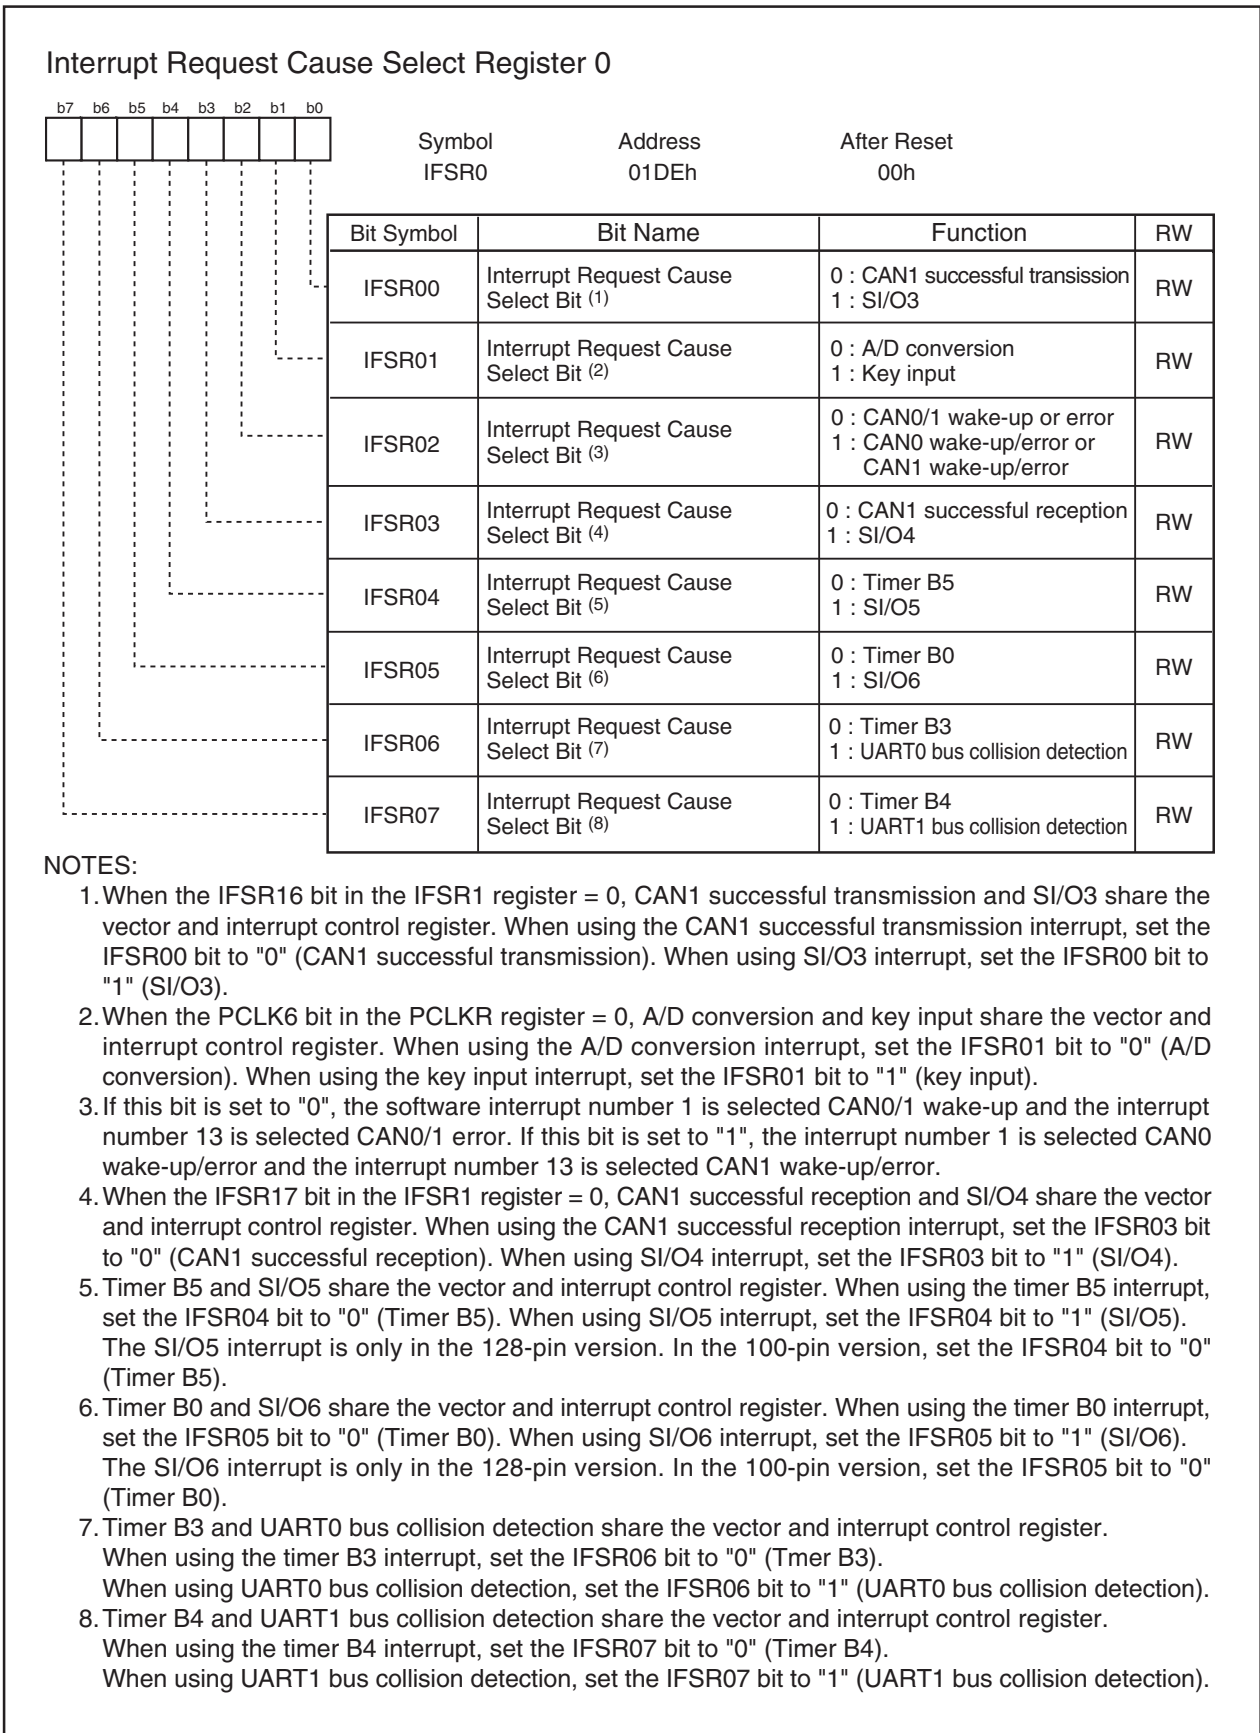 Interrupt Request Cause Select Register 0
b7 b6 b5 b4 b3 b2 b1 b0
Symbol Address After Reset
IFSR0 01DEh 00h
Bit Symbol Bit Name Function RW
IFSR00 Interrupt Request Cause Select Bit (1) 0 : CAN1 successful transission RW
1 : SI/O3
IFSR01 Interrupt Request Cause Select Bit (2) 0 : A/D conversion RW
1 : Key input
IFSR02 Interrupt Request Cause Select Bit (3) 0 : CAN0/1 wake-up or error RW
1 : CAN0 wake-up/error or
CAN1 wake-up/error
IFSR03 Interrupt Request Cause Select Bit (4) 0 : CAN1 successful reception RW
1 : SI/O4
IFSR04 Interrupt Request Cause Select Bit (5) 0 : Timer B5 RW
1 : SI/O5
IFSR05 Interrupt Request Cause Select Bit (6) 0 : Timer B0 RW
1 : SI/O6
IFSR06 Interrupt Request Cause Select Bit (7) 0 : Timer B3 RW
1 : UART0 bus collision detection
IFSR07 Interrupt Request Cause Select Bit (8) 0 : Timer B4 RW
1 : UART1 bus collision detection
NOTES:
1. When the IFSR16 bit in the IFSR1 register = 0, CAN1 successful transmission and SI/O3 share the
vector and interrupt control register. When using the CAN1 successful transmission interrupt, set the
IFSR00 bit to "0" (CAN1 successful transmission). When using SI/O3 interrupt, set the IFSR00 bit to
"1" (SI/O3).
2. When the PCLK6 bit in the PCLKR register = 0, A/D conversion and key input share the vector and
interrupt control register. When using the A/D conversion interrupt, set the IFSR01 bit to "0" (A/D
conversion). When using the key input interrupt, set the IFSR01 bit to "1" (key input).
3. If this bit is set to "0", the software interrupt number 1 is selected CAN0/1 wake-up and the interrupt
number 13 is selected CAN0/1 error. If this bit is set to "1", the interrupt number 1 is selected CAN0
wake-up/error and the interrupt number 13 is selected CAN1 wake-up/error.
4. When the IFSR17 bit in the IFSR1 register = 0, CAN1 successful reception and SI/O4 share the vector
and interrupt control register. When using the CAN1 successful reception interrupt, set the IFSR03 bit
to "0" (CAN1 successful reception). When using SI/O4 interrupt, set the IFSR03 bit to "1" (SI/O4).
5. Timer B5 and SI/O5 share the vector and interrupt control register. When using the timer B5 interrupt,
set the IFSR04 bit to "0" (Timer B5). When using SI/O5 interrupt, set the IFSR04 bit to "1" (SI/O5).
The SI/O5 interrupt is only in the 128-pin version. In the 100-pin version, set the IFSR04 bit to "0"
(Timer B5).
6. Timer B0 and SI/O6 share the vector and interrupt control register. When using the timer B0 interrupt,
set the IFSR05 bit to "0" (Timer B0). When using SI/O6 interrupt, set the IFSR05 bit to "1" (SI/O6).
The SI/O6 interrupt is only in the 128-pin version. In the 100-pin version, set the IFSR05 bit to "0"
(Timer B0).
7. Timer B3 and UART0 bus collision detection share the vector and interrupt control register.
When using the timer B3 interrupt, set the IFSR06 bit to "0" (Tmer B3).
When using UART0 bus collision detection, set the IFSR06 bit to "1" (UART0 bus collision detection).
8. Timer B4 and UART1 bus collision detection share the vector and interrupt control register.
When using the timer B4 interrupt, set the IFSR07 bit to "0" (Timer B4).
When using UART1 bus collision detection, set the IFSR07 bit to "1" (UART1 bus collision detection).